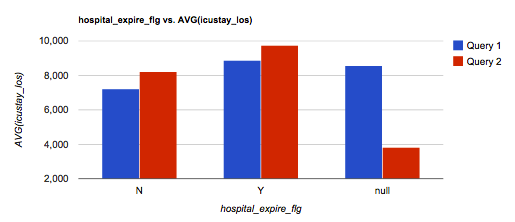 hospital_expire_flg vs. AVG(icustay_los)
Query 1
Query 2
10,000
8,000
6,000
4,000
2,000
AVG(icustay_los)
N
Y
null
hospital_expire_flg